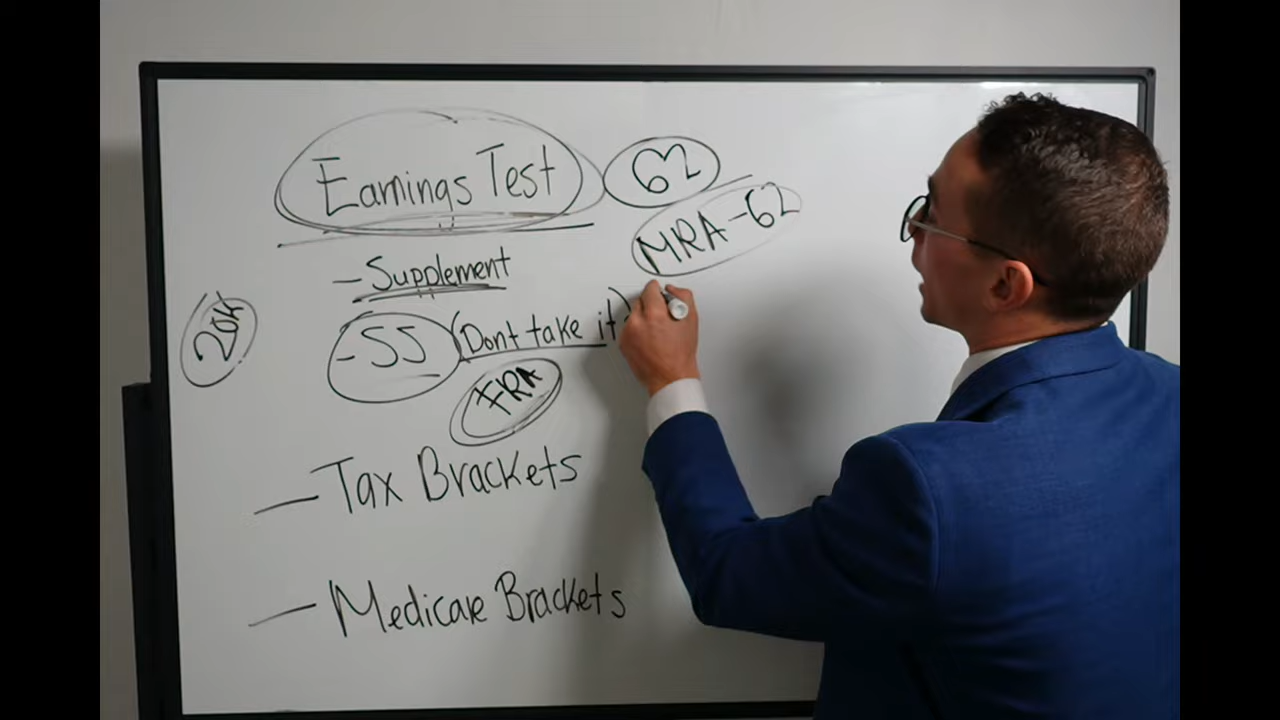 Earnings Test 62
MRA-62
- Supplement
20k
- SS (Dont take it)
FRA
- Tax Brackets
- Medicare Brackets